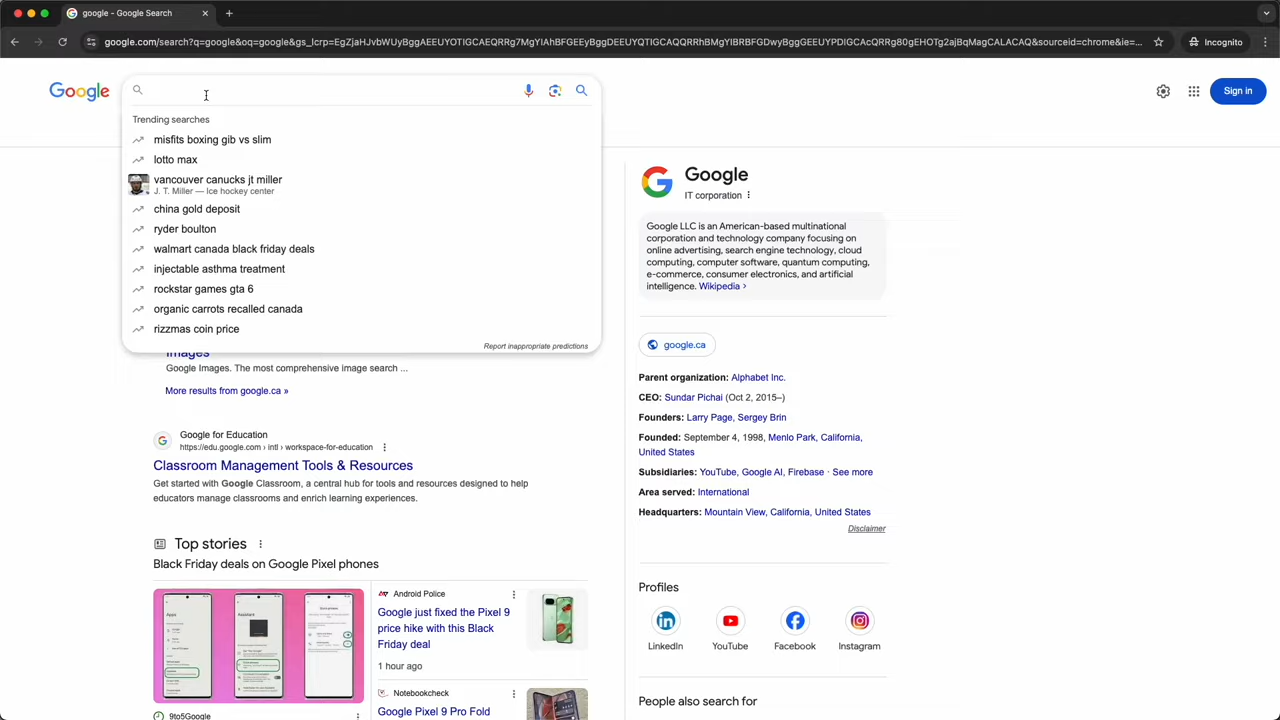 google - Google Search
google.com/search?q=google&oq=google&gs_lcrp=EgZjaHJvbWUyBggAEEUYOTIGCAEQRRg7MgYIAhBFGEEyBggDEEUYQTIGCAQQRRhBMgYIBRBFGDwyBggGEEUYPDIGCAcQRRg80gEHOTg2ajBqMagCALACAQ&sourceid=chrome&ie=...
Incognito
Google
Sign in
Trending searches
misfits boxing gib vs slim
lotto max
vancouver canucks jt miller
J. T. Miller — Ice hockey center
china gold deposit
ryder boulton
walmart canada black friday deals
injectable asthma treatment
rockstar games gta 6
organic carrots recalled canada
rizzmas coin price
Report inappropriate predictions
Images
Google Images. The most comprehensive image search ...
More results from google.ca »
Google for Education
https://edu.google.com › intl › workspace-for-education
Classroom Management Tools & Resources
Get started with Google Classroom, a central hub for tools and resources designed to help
educators manage classrooms and enrich learning experiences.
Top stories
Black Friday deals on Google Pixel phones
Android Police
Google just fixed the Pixel 9
price hike with this Black
Friday deal
1 hour ago
Notebookcheck
Google Pixel 9 Pro Fold
9to5Google
Google
IT corporation
Google LLC is an American-based multinational
corporation and technology company focusing on
online advertising, search engine technology, cloud
computing, computer software, quantum computing,
e-commerce, consumer electronics, and artificial
intelligence. Wikipedia ›
google.ca
Parent organization: Alphabet Inc.
CEO: Sundar Pichai (Oct 2, 2015–)
Founders: Larry Page, Sergey Brin
Founded: September 4, 1998, Menlo Park, California,
United States
Subsidiaries: YouTube, Google AI, Firebase · See more
Area served: International
Headquarters: Mountain View, California, United States
Disclaimer
Profiles
LinkedIn
YouTube
Facebook
Instagram
People also search for